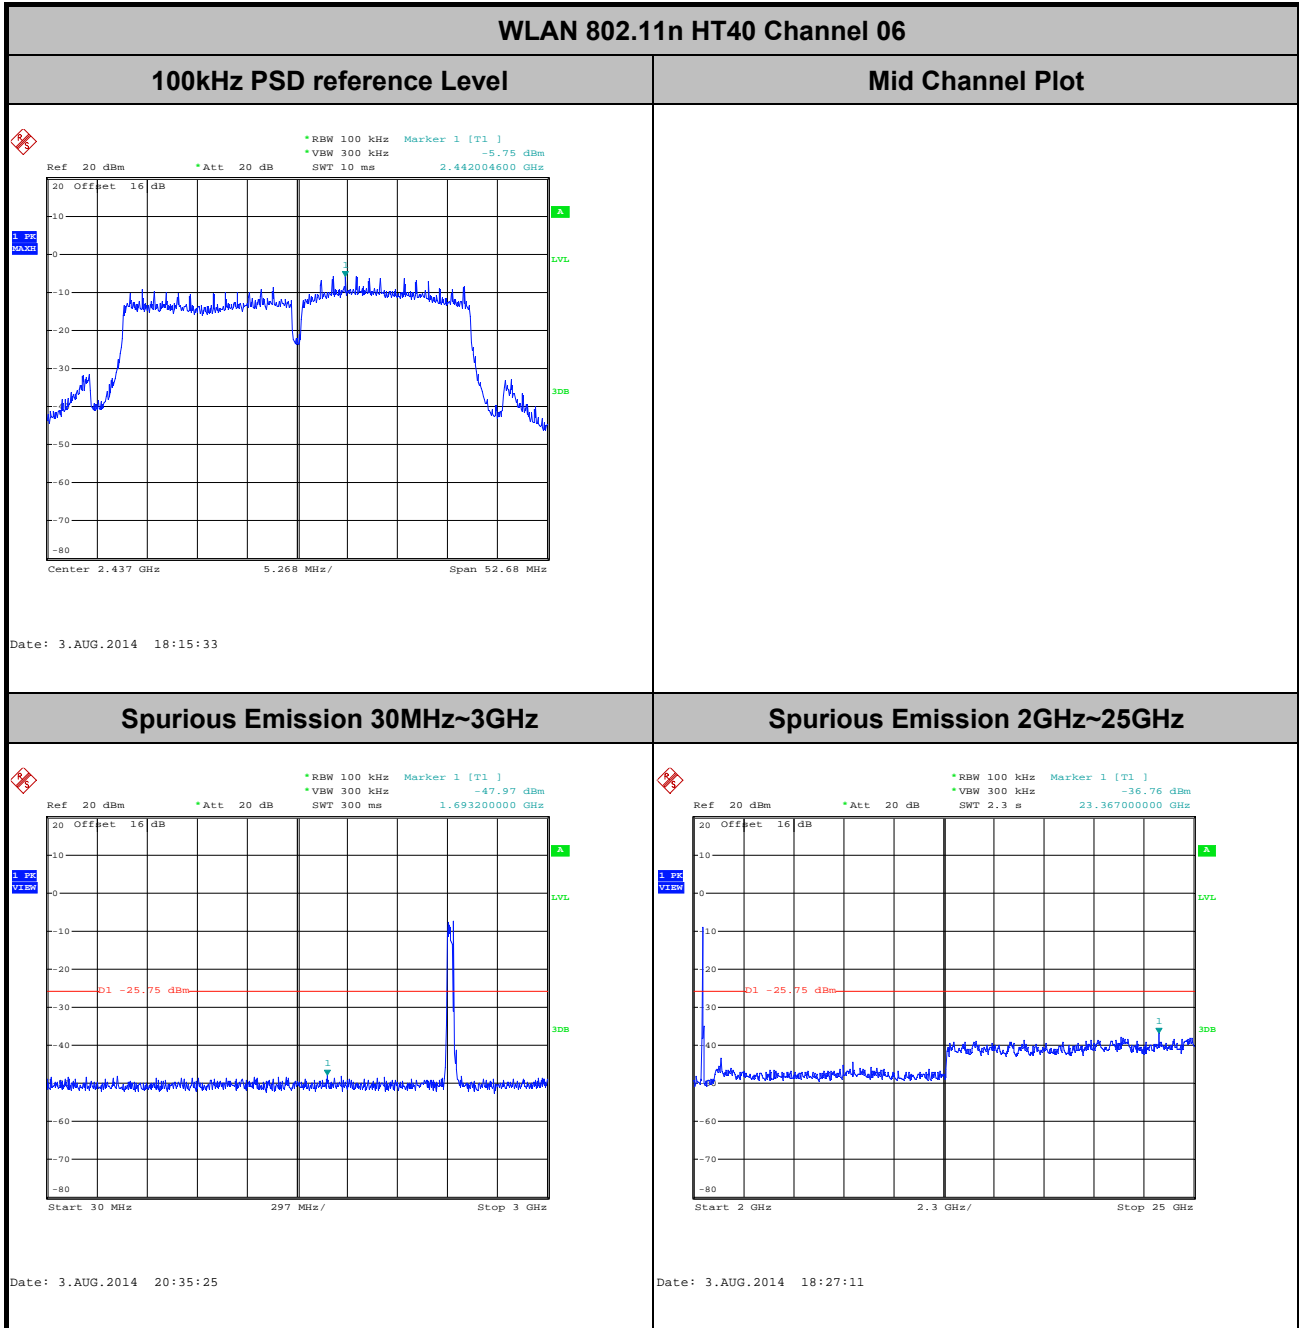 WLAN 802.11n HT40 Channel 06
100kHz PSD reference Level
Mid Channel Plot
R S
*RBW 100 kHz Marker 1 [T1 ]
*VBW 300 kHz -5.75 dBm
Ref 20 dBm *Att 20 dB SWT 10 ms 2.442004600 GHz
20 Offset 16 dB
A
-10
1 PK
MAXH
-0
LVL
1
-10
-20
-30
3DB
-50
-60
-70
-80
Center 2.437 GHz 5.268 MHz/ Span 52.68 MHz
Date: 3.AUG.2014 18:15:33
Spurious Emission 30MHz~3GHz
Spurious Emission 2GHz~25GHz
R S
*RBW 100 kHz Marker 1 [T1 ]
*VBW 300 kHz -47.97 dBm
Ref 20 dBm *Att 20 dB SWT 300 ms 1.693200000 GHz
20 Offset 16 dB
A
-10
1 PK
VIEW
-0
LVL
-10
-20
D1 -25.75 dBm
-30
3DB
-40
1
-60
-70
-80
Start 30 MHz 297 MHz/ Stop 3 GHz
Date: 3.AUG.2014 20:35:25
R S
*RBW 100 kHz Marker 1 [T1 ]
*VBW 300 kHz -36.76 dBm
Ref 20 dBm *Att 20 dB SWT 2.3 s 23.367000000 GHz
20 Offset 16 dB
A
-10
1 PK
VIEW
-0
LVL
-10
-20
D1 -25.75 dBm
-30
1
3DB
-40
-60
-70
-80
Start 2 GHz 2.3 GHz/ Stop 25 GHz
Date: 3.AUG.2014 18:27:11